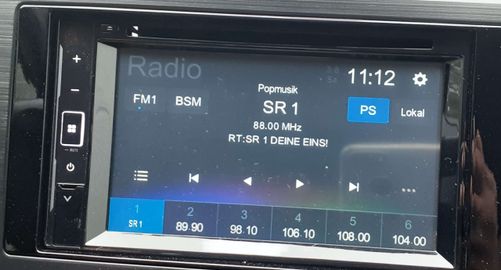 Radio
11:12
Popmusik
FM1 BSM SR 1 PS Lokal
88.00 MHz
RT:SR 1 DEINE EINS!
1 2 3 4 5 6
SR 1 89.90 98.10 106.10 108.00 104.00